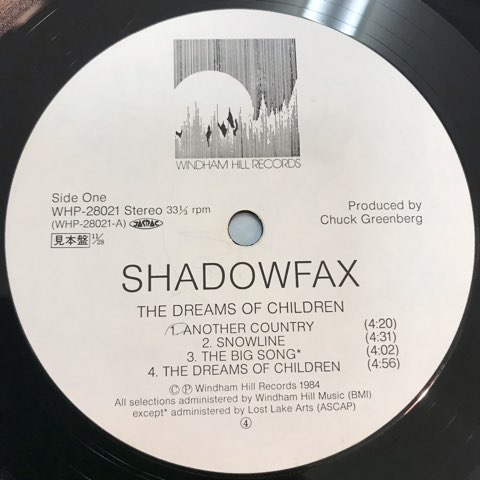 WINDHAM HILL RECORDS
Side One
WHP-28021 Stereo 33⅓ rpm
(WHP-28021-A) JASRAC
見本盤 11/28
Produced by
Chuck Greenberg
SHADOWFAX
THE DREAMS OF CHILDREN
1. ANOTHER COUNTRY (4:20)
2. SNOWLINE (4:31)
3. THE BIG SONG* (4:02)
4. THE DREAMS OF CHILDREN (4:56)
©℗ Windham Hill Records 1984
All selections administered by Windham Hill Music (BMI)
except* administered by Lost Lake Arts (ASCAP)
④